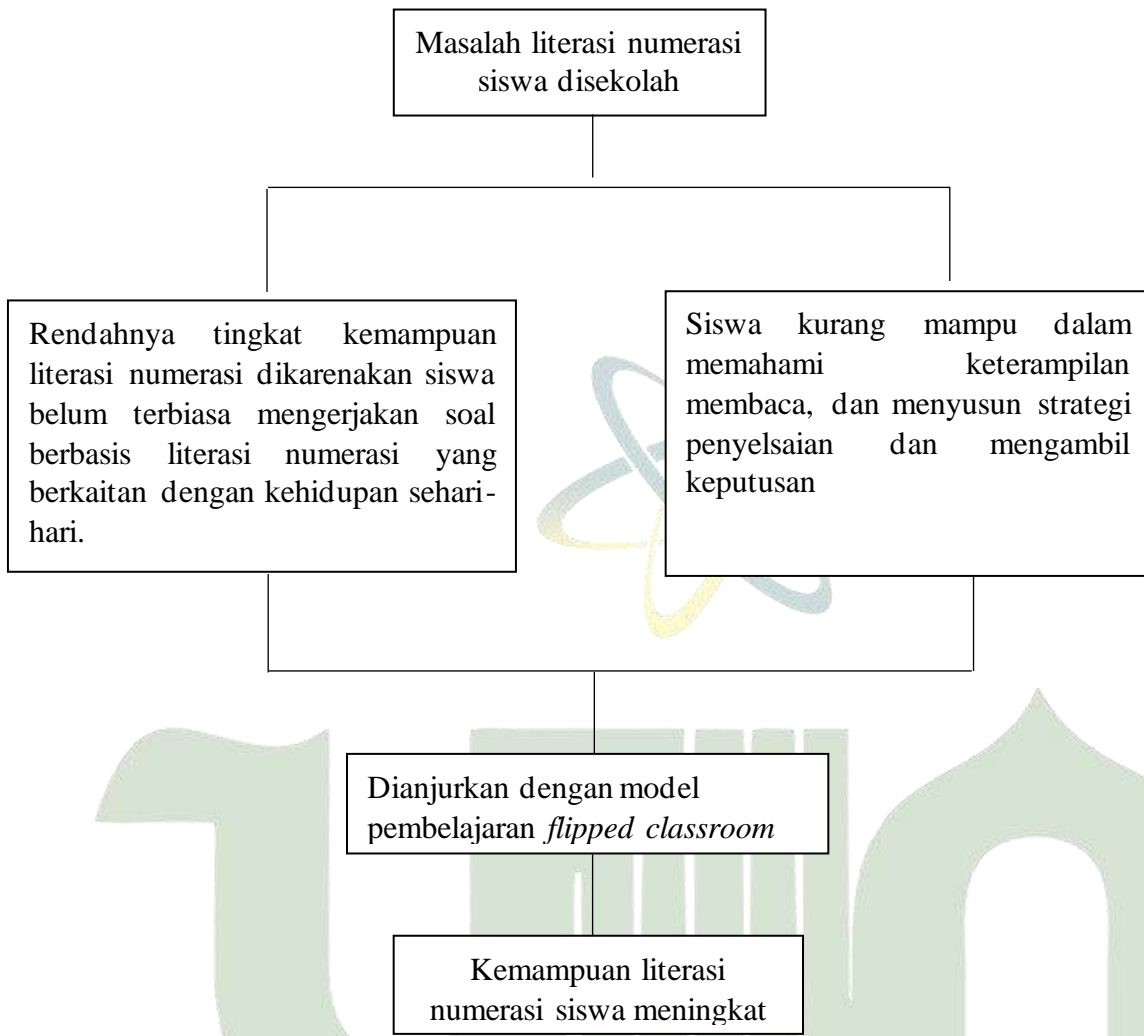 Masalah literasi numerasi
siswa disekolah
Rendahnya tingkat kemampuan
literasi numerasi dikarenakan siswa
belum terbiasa mengerjakan soal
berbasis literasi numerasi yang
berkaitan dengan kehidupan sehari-
hari.
Siswa kurang mampu dalam
memahami keterampilan
membaca, dan menyusun strategi
penyelsaian dan mengambil
keputusan
Dianjurkan dengan model
pembelajaran flipped classroom
Kemampuan literasi
numerasi siswa meningkat